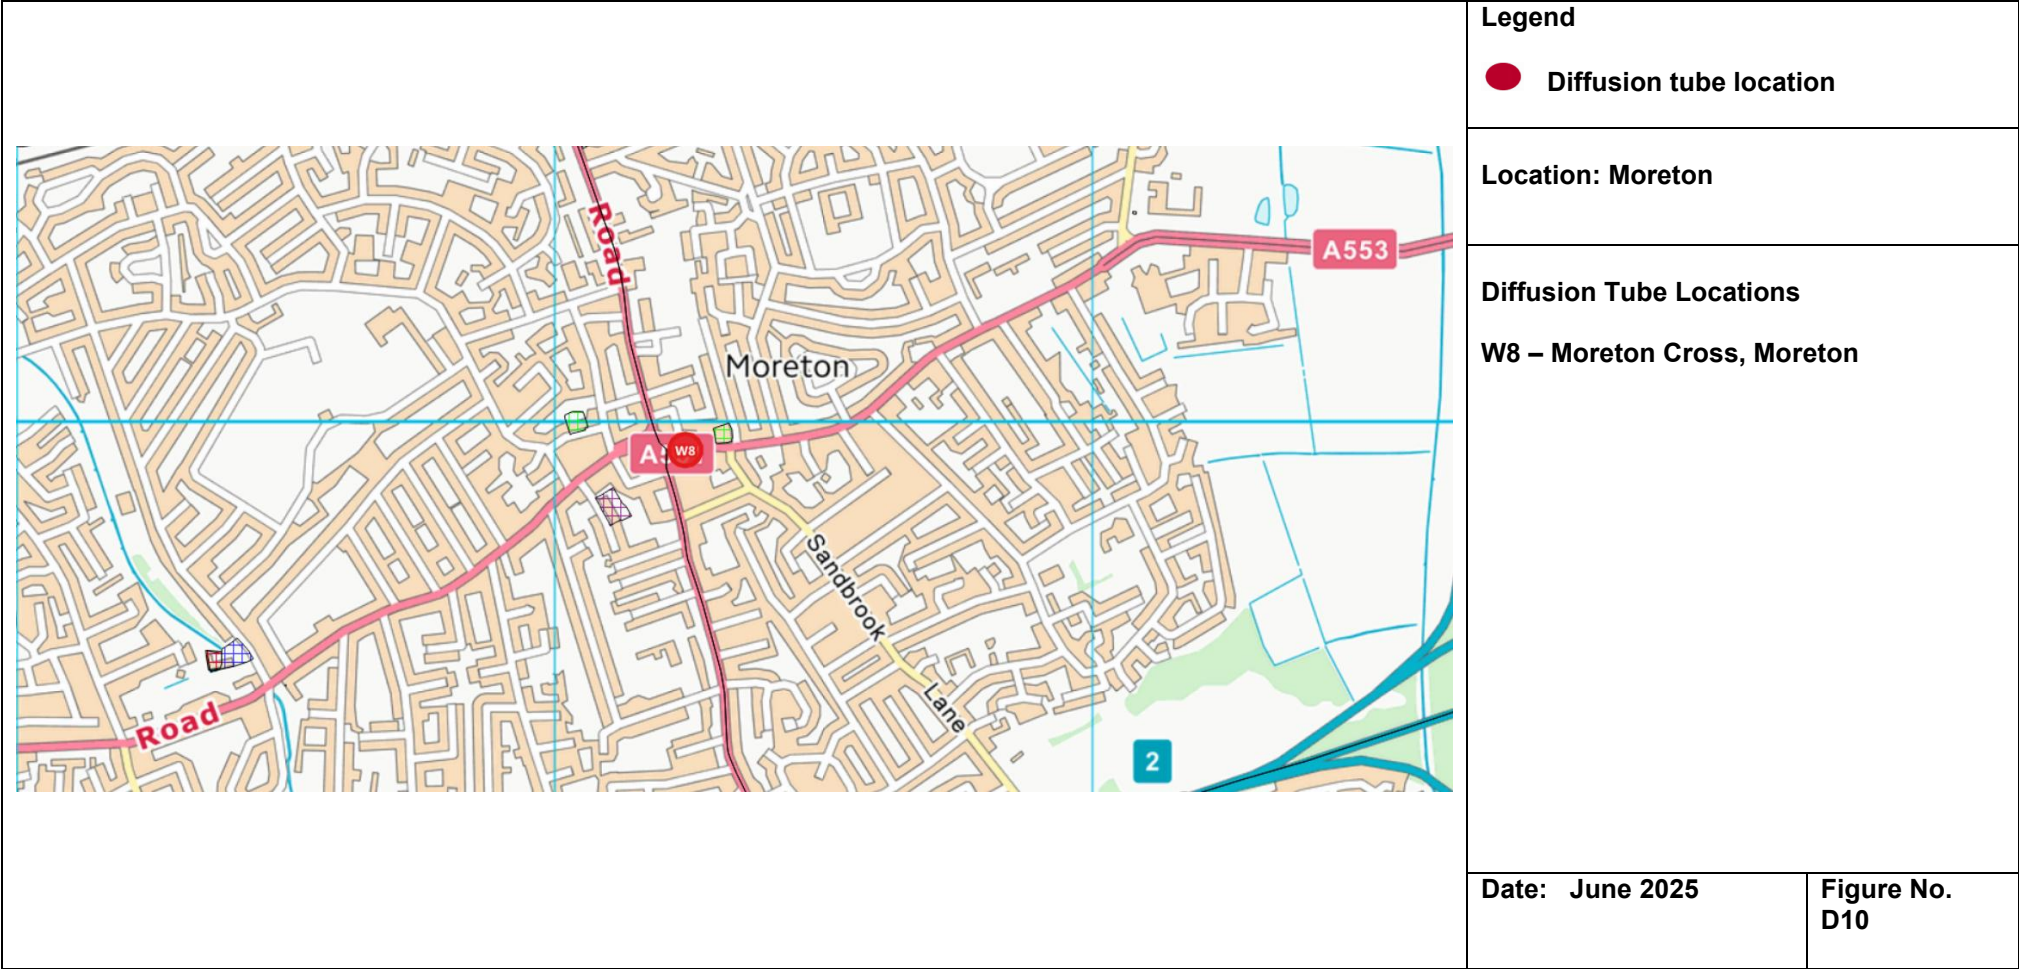 Road
A553
Moreton
W8
Sandbrook
Lane
Road
2
Legend
Diffusion tube location
Location: Moreton
Diffusion Tube Locations
W8 – Moreton Cross, Moreton
Date: June 2025
Figure No.
D10